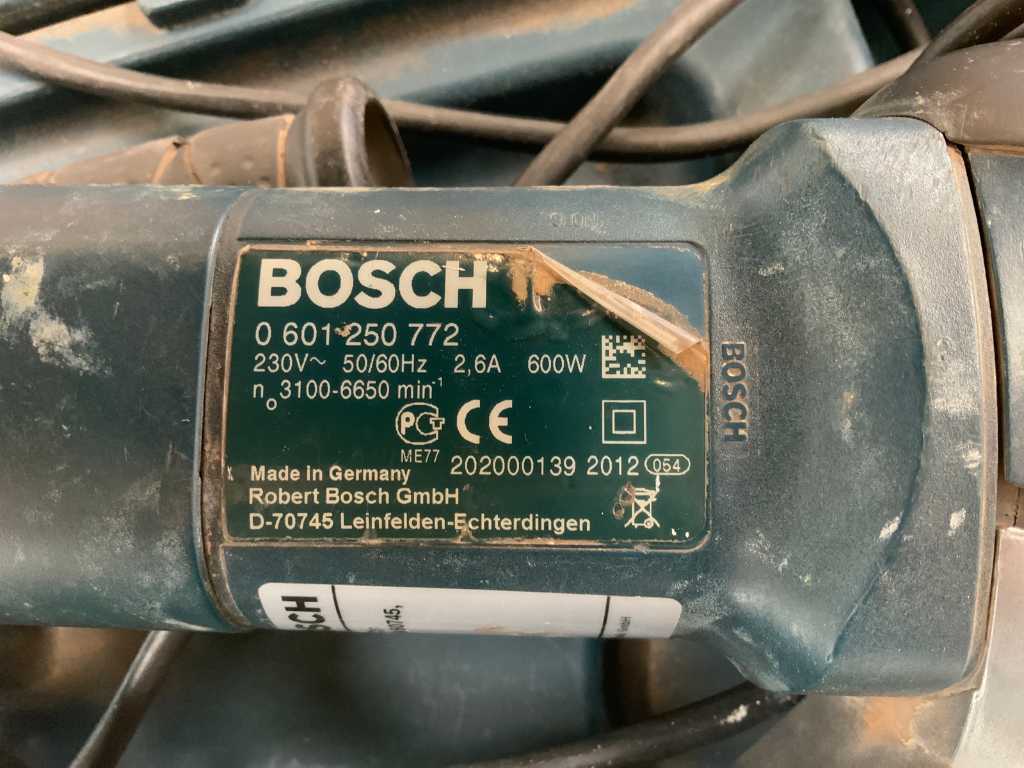 BOSCH
0 601 250 772
230V~ 50/60Hz 2,6A 600W
n₀ 3100-6650 min⁻¹
ME77
CE
202000139 2012 054
Made in Germany
Robert Bosch GmbH
D-70745 Leinfelden-Echterdingen
BOSCH